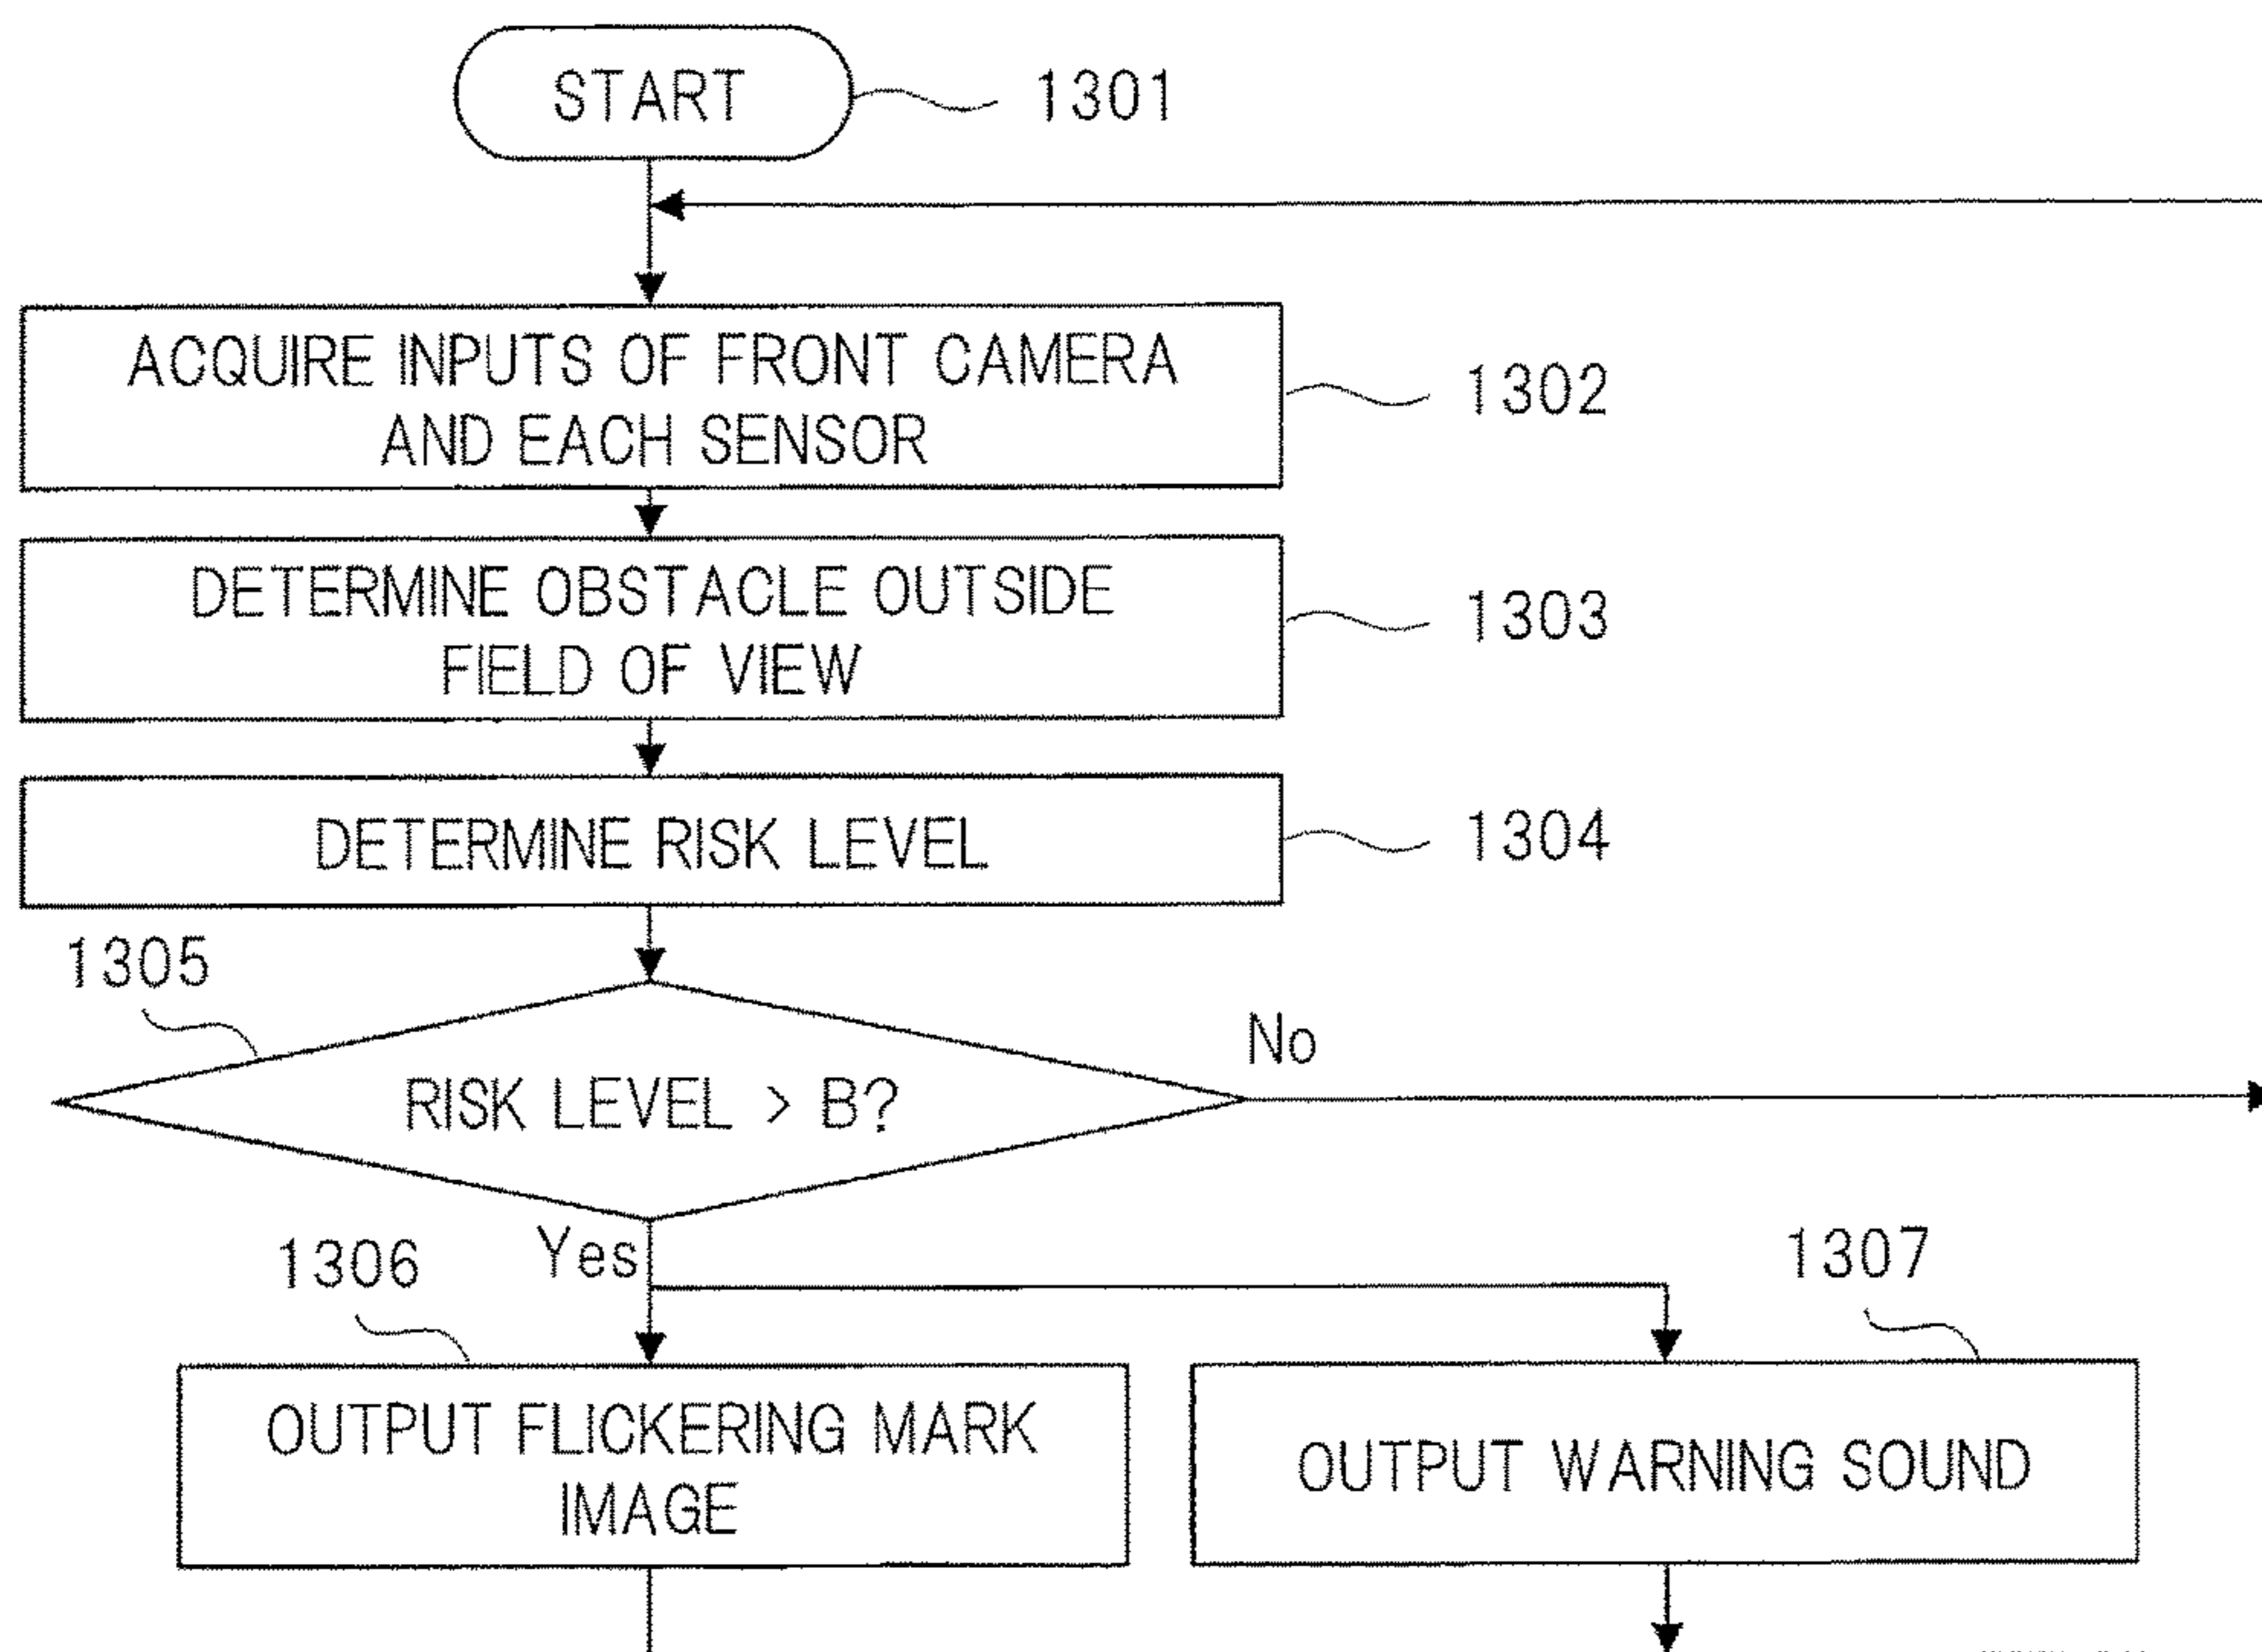 START
1301
ACQUIRE INPUTS OF FRONT CAMERA
AND EACH SENSOR
1302
DETERMINE OBSTACLE OUTSIDE
FIELD OF VIEW
1303
DETERMINE RISK LEVEL
1304
1305
RISK LEVEL > B?
No
Yes
1306
1307
OUTPUT FLICKERING MARK
IMAGE
OUTPUT WARNING SOUND